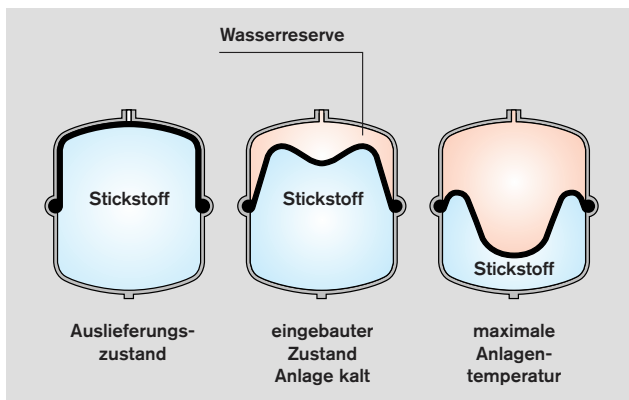 Wasserreserve
Stickstoff
Stickstoff
Stickstoff
Auslieferungs-
zustand
eingebauter
Zustand
Anlage kalt
maximale
Anlagen-
temperatur